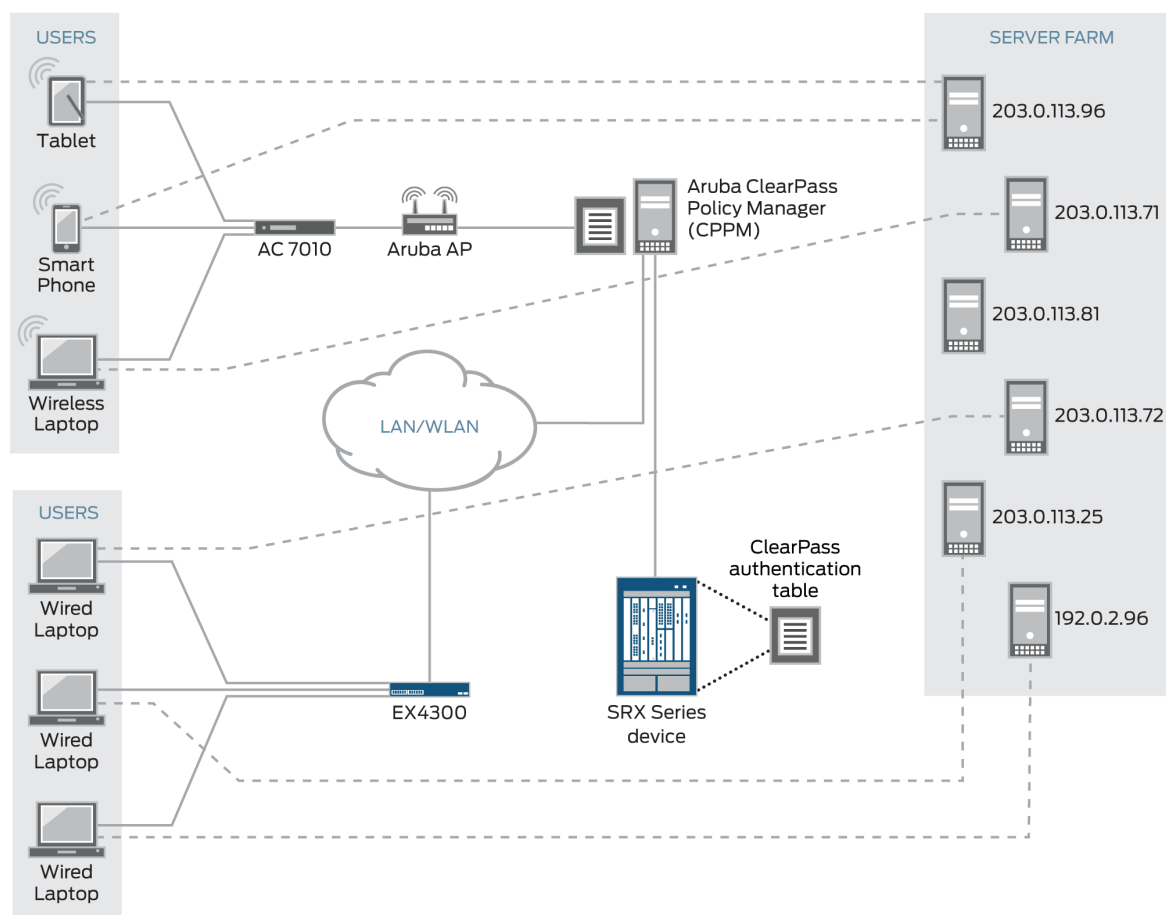 USERS
Tablet
Smart
Phone
Wireless
Laptop
AC 7010
Aruba AP
Aruba ClearPass
Policy Manager
(CPPM)
LAN/WLAN
USERS
Wired
Laptop
Wired
Laptop
Wired
Laptop
EX4300
SRX Series
device
ClearPass
authentication
table
SERVER FARM
203.0.113.96
203.0.113.71
203.0.113.81
203.0.113.72
203.0.113.25
192.0.2.96